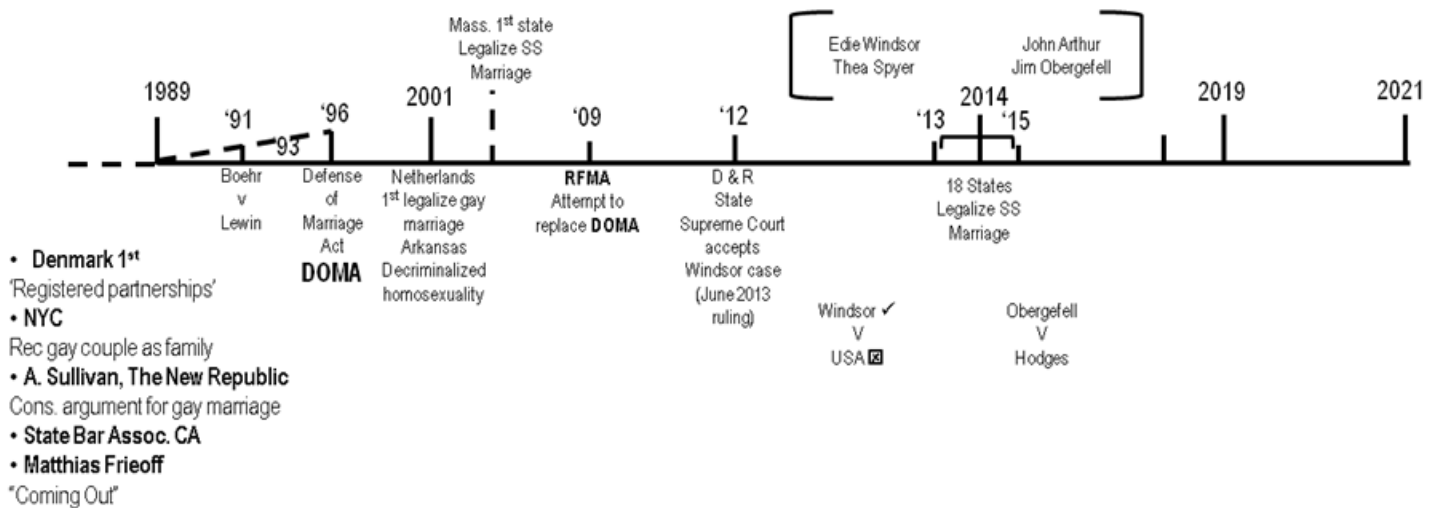 Mass. 1st state
Legalize SS
Marriage
Edie Windsor
Thea Spyer
John Arthur
Jim Obergefell
1989
‘91
‘93
‘96
2001
‘09
‘12
‘13
2014
‘15
2019
2021
Boehr
v
Lewin
Defense
of
Marriage
Act
DOMA
Netherlands
1st legalize gay
marriage
Arkansas
Decriminalized
homosexuality
RFMA
Attempt to
replace DOMA
D & R
State
Supreme Court
accepts
Windsor case
(June 2013
ruling)
18 States
Legalize SS
Marriage
Windsor ✓
V
USA ☒
Obergefell
V
Hodges
• Denmark 1st
‘Registered partnerships’
• NYC
Rec gay couple as family
• A. Sullivan, The New Republic
Cons. argument for gay marriage
• State Bar Assoc. CA
• Matthias Frieoff
“Coming Out”